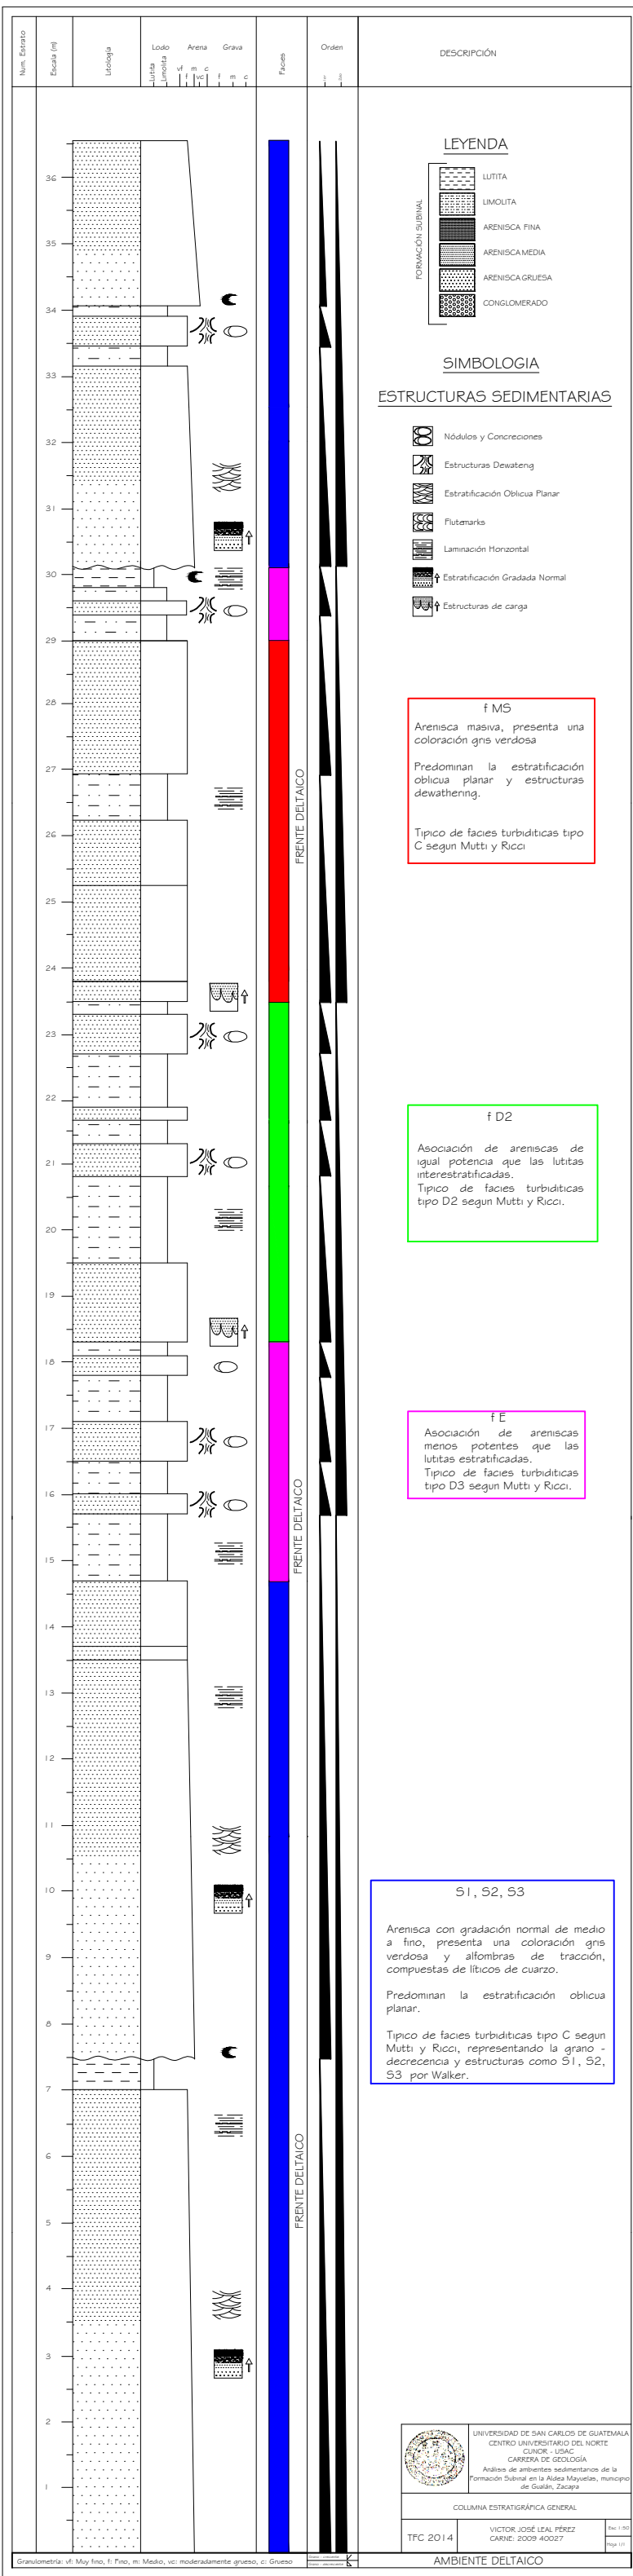 Num. Estrato
Escala (m)
Litología
Lodo
Arena
Grava
Lutita
Limolita
vf
f
m
vc
c
f
m
c
Facies
Orden
DESCRIPCIÓN
LEYENDA
FORMACIÓN SUBINAL
LUTITA
LIMOLITA
ARENISCA FINA
ARENISCA MEDIA
ARENISCA GRUESA
CONGLOMERADO
SIMBOLOGIA
ESTRUCTURAS SEDIMENTARIAS
Nódulos y Concreciones
Estructuras Dewateng
Estratificación Oblicua Planar
Flutemarks
Laminación Horizontal
Estratificación Gradada Normal
Estructuras de carga
36
35
34
33
32
31
30
29
28
27
26
25
24
23
22
21
20
19
18
17
16
15
14
13
12
11
10
9
8
7
6
5
4
3
2
1
FRENTE DELTAICO
FRENTE DELTAICO
FRENTE DELTAICO
f MS
Arenisca masiva, presenta una
coloración gris verdosa
Predominan la estratificación
oblicua planar y estructuras
dewathering.
Tipico de facies turbiditicas tipo
C segun Mutti y Ricci
f D2
Asociación de areniscas de
igual potencia que las lutitas
interestratificadas.
Tipico de facies turbiditicas
tipo D2 segun Mutti y Ricci.
f E
Asociación de areniscas
menos potentes que las
lutitas estratificadas.
Tipico de facies turbiditicas
tipo D3 segun Mutti y Ricci.
S1, S2, S3
Arenisca con gradación normal de medio
a fino, presenta una coloración gris
verdosa y alfombras de tracción,
compuestas de líticos de cuarzo.
Predominan la estratificación oblicua
planar.
Tipico de facies turbiditicas tipo C segun
Mutti y Ricci, representando la grano -
decrecencia y estructuras como S1, S2,
S3 por Walker.
UNIVERSIDAD DE SAN CARLOS DE GUATEMALA
CENTRO UNIVERSITARIO DEL NORTE
CUNOR - USAC
CARRERA DE GEOLOGÍA
Análisis de ambientes sedimentarios de la
Formación Subinal en la Aldea Mayuelas, municipio
de Gualán, Zacapa
COLUMNA ESTRATIGRÁFICA GENERAL
TFC 2014
VICTOR JOSÉ LEAL PÉREZ
CARNE: 2009 40027
Esc 1:50
Hoja 1/1
Granulometría: vf: Muy fino, f: Fino, m: Medio, vc: moderadamente grueso, c: Grueso
AMBIENTE DELTAICO